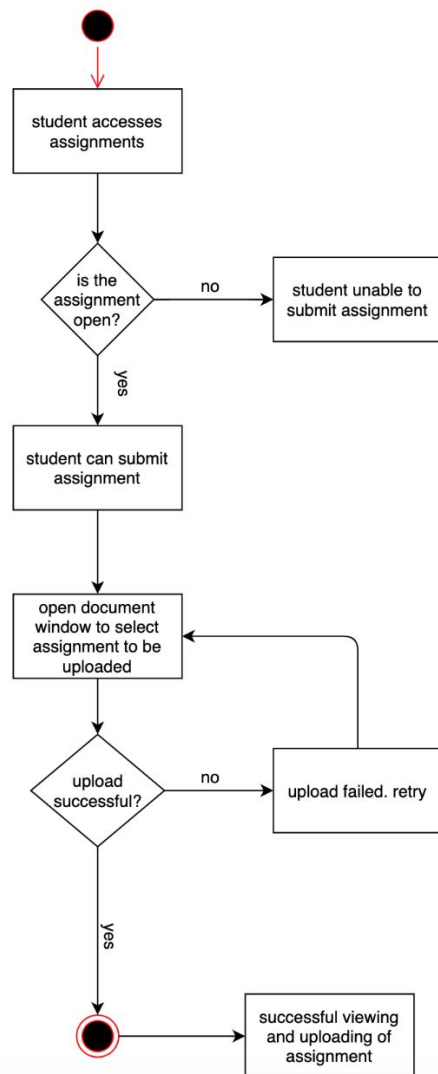 student accesses
assignments
is the
assignment
open?
no
student unable to
submit assignment
yes
student can submit
assignment
open document
window to select
assignment to be
uploaded
upload
successful?
no
upload failed. retry
yes
successful viewing
and uploading of
assignment